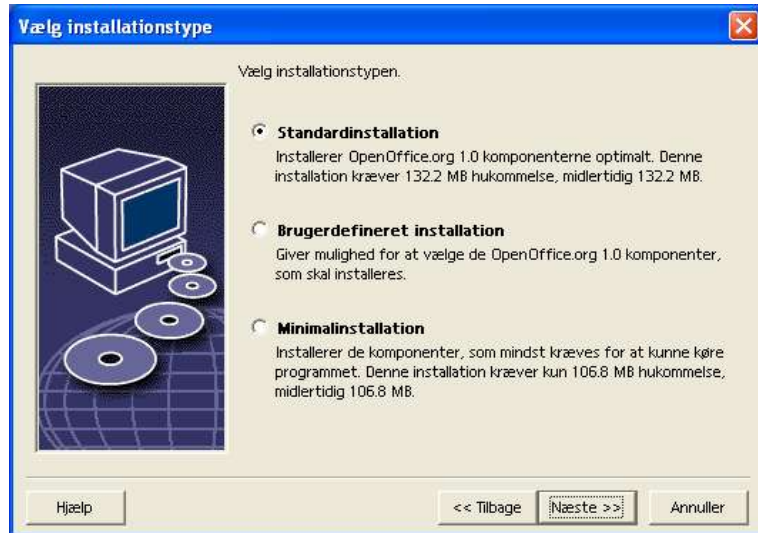 Vælg installationstype
Vælg installationstypen.
Standardinstallation
Installerer OpenOffice.org 1.0 komponenterne optimalt. Denne
installation kræver 132.2 MB hukommelse, midlertidig 132.2 MB.
Brugerdefineret installation
Giver mulighed for at vælge de OpenOffice.org 1.0 komponenter,
som skal installeres.
Minimalinstallation
Installerer de komponenter, som mindst kræves for at kunne køre
programmet. Denne installation kræver kun 106.8 MB hukommelse,
midlertidig 106.8 MB.
Hjælp
<< Tilbage
Næste >>
Annuller